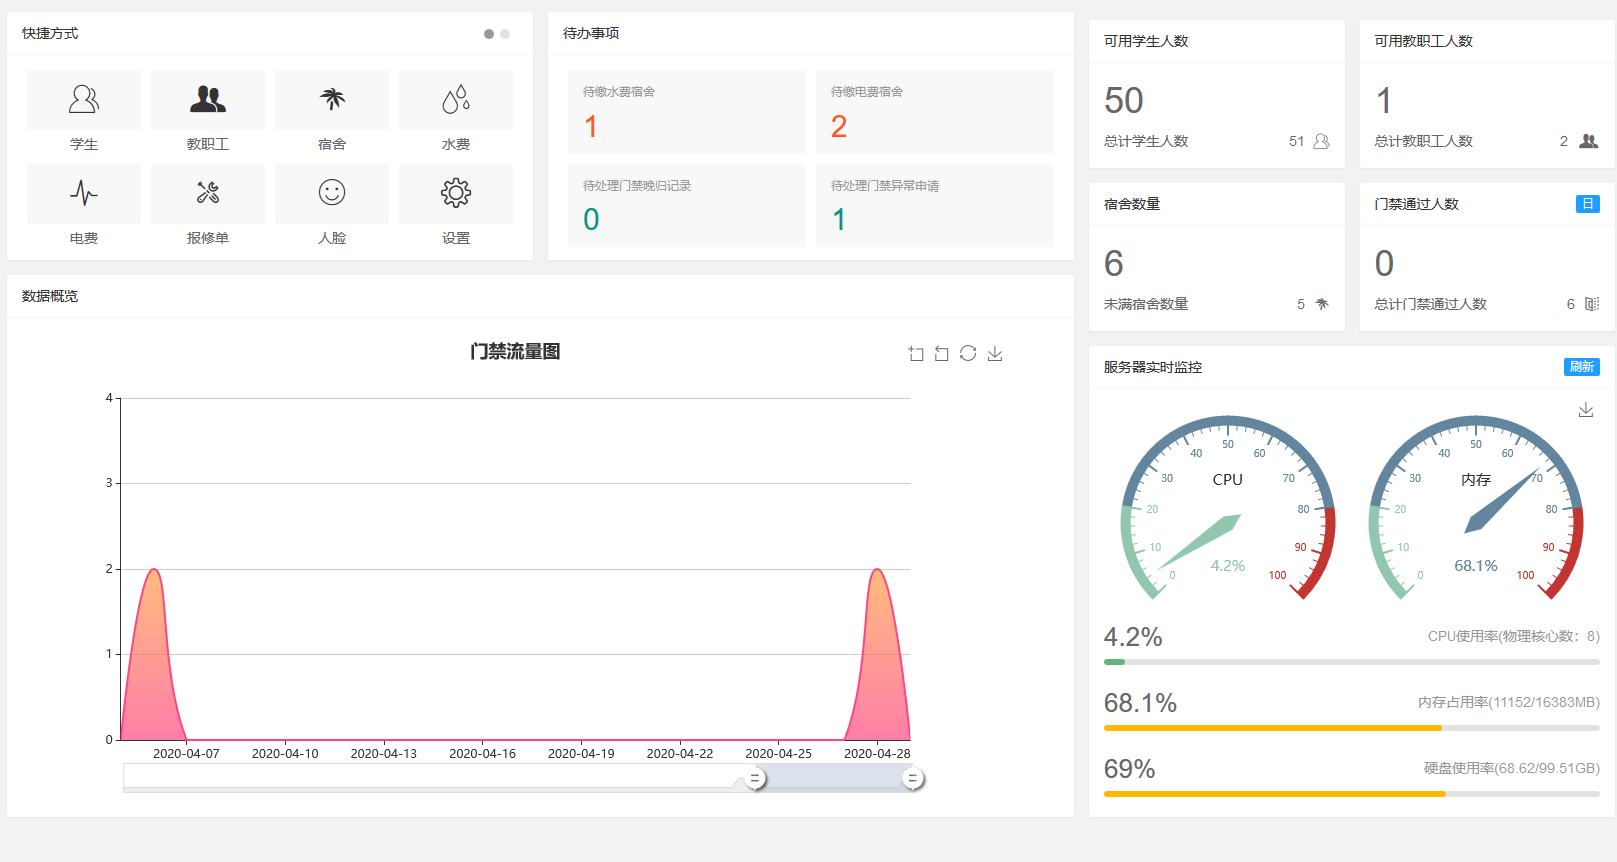 快捷方式
学生
教职工
宿舍
水费
电费
报修单
人脸
设置
待办事项
待缴水费宿舍
1
待缴电费宿舍
2
待处理门禁晚归记录
0
待处理门禁异常申请
1
可用学生人数
50
总计学生人数 51
可用教职工人数
1
总计教职工人数 2
宿舍数量
6
未满宿舍数量 5
门禁通过人数 日
0
总计门禁通过人数 6
数据概览
门禁流量图
4
3
2
1
0
2020-04-07 2020-04-10 2020-04-13 2020-04-16 2020-04-19 2020-04-22 2020-04-25 2020-04-28
服务器实时监控 刷新
CPU
0
10
20
30
40
50
60
70
80
90
100
4.2%
内存
0
10
20
30
40
50
60
70
80
90
100
68.1%
4.2% CPU使用率(物理核心数：8)
68.1% 内存占用率(11152/16383MB)
69% 硬盘使用率(68.62/99.51GB)